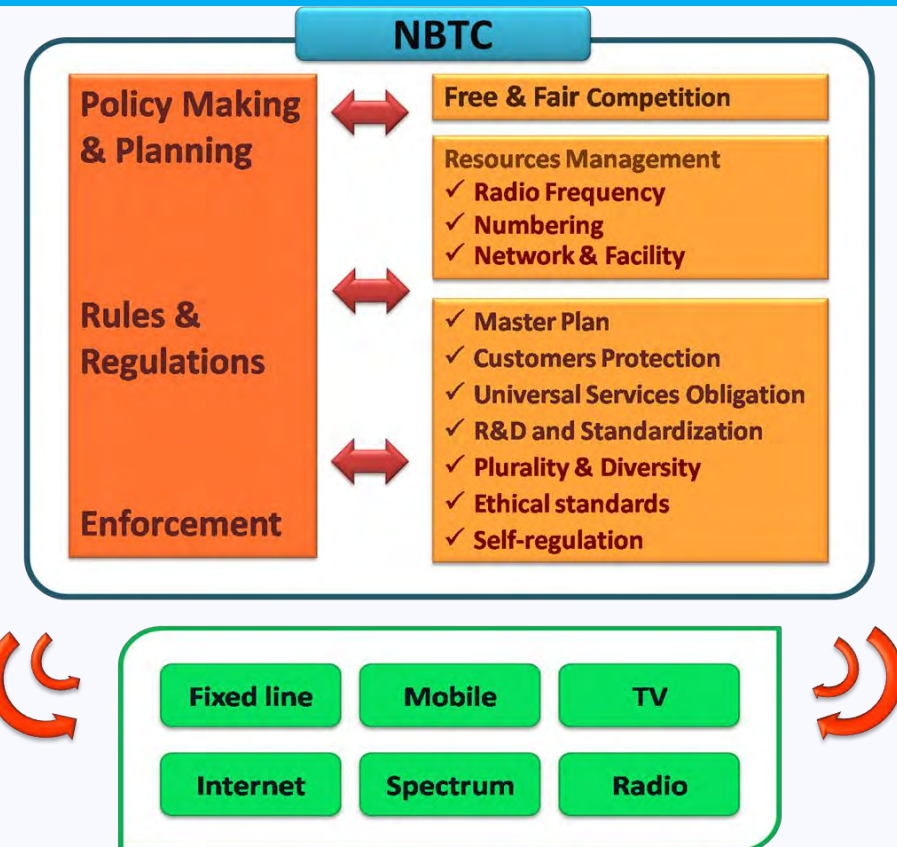 NBTC
Policy Making
& Planning
Rules &
Regulations
Enforcement
Free & Fair Competition
Resources Management
✓ Radio Frequency
✓ Numbering
✓ Network & Facility
✓ Master Plan
✓ Customers Protection
✓ Universal Services Obligation
✓ R&D and Standardization
✓ Plurality & Diversity
✓ Ethical standards
✓ Self-regulation
Fixed line
Mobile
TV
Internet
Spectrum
Radio